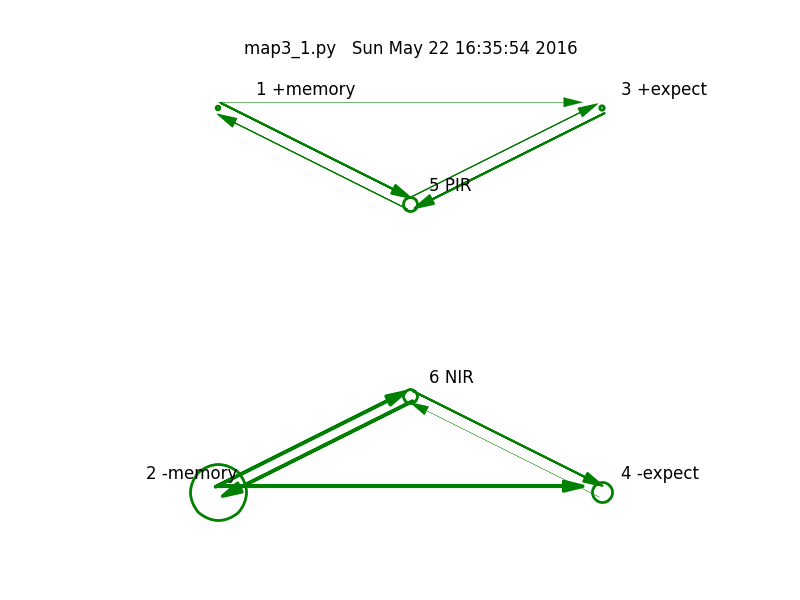 map3_1.py   Sun May 22 16:35:54 2016
1 +memory
3 +expect
5 PIR
6 NIR
2 -memory
4 -expect